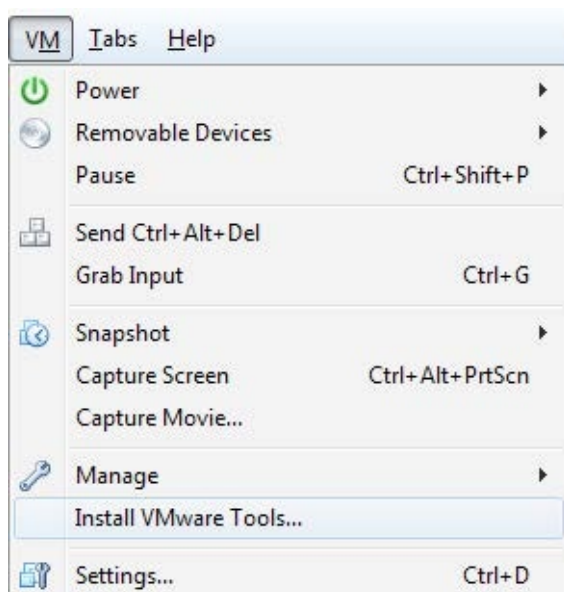 VM Tabs Help
Power
Removable Devices
Pause Ctrl+Shift+P
Send Ctrl+Alt+Del
Grab Input Ctrl+G
Snapshot
Capture Screen Ctrl+Alt+PrtScn
Capture Movie...
Manage
Install VMware Tools...
Settings... Ctrl+D